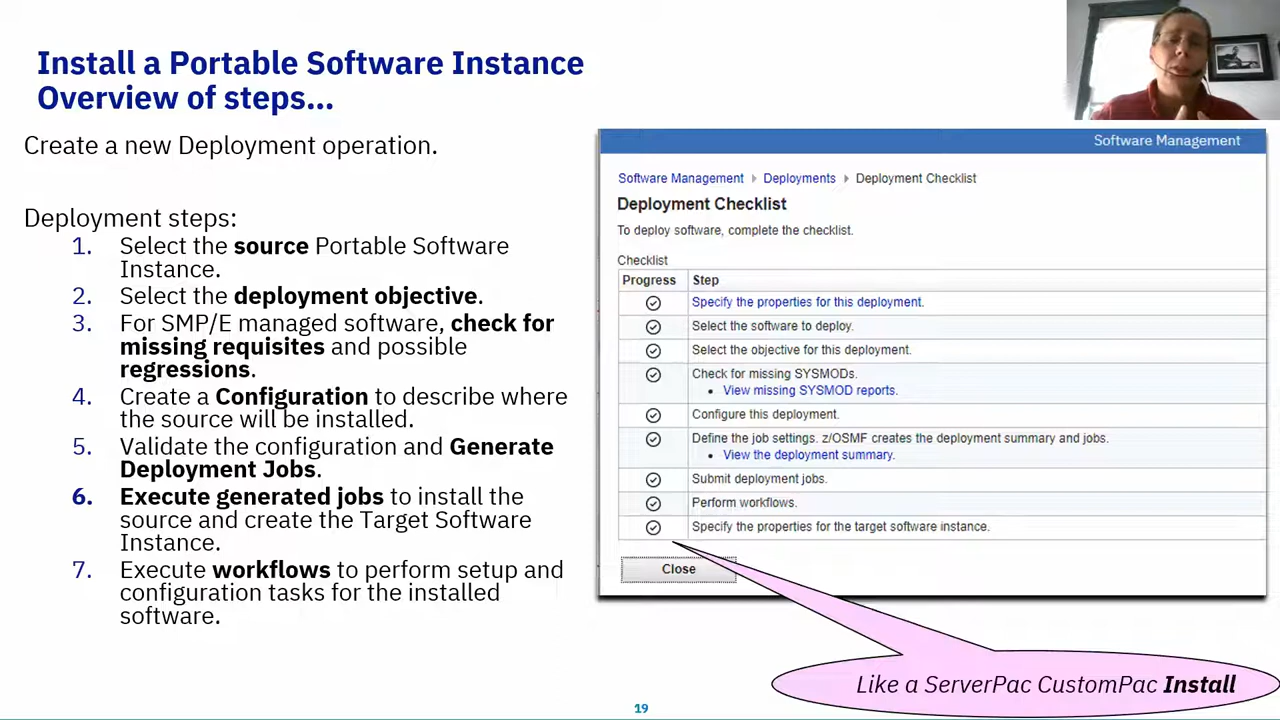 Install a Portable Software Instance
Overview of steps...
Create a new Deployment operation.
Deployment steps:
1. Select the source Portable Software
Instance.
2. Select the deployment objective.
3. For SMP/E managed software, check for
missing requisites and possible
regressions.
4. Create a Configuration to describe where
the source will be installed.
5. Validate the configuration and Generate
Deployment Jobs.
6. Execute generated jobs to install the
source and create the Target Software
Instance.
7. Execute workflows to perform setup and
configuration tasks for the installed
software.
Software Management
Software Management Deployments Deployment Checklist
Deployment Checklist
To deploy software, complete the checklist.
Checklist
Progress Step
Specify the properties for this deployment.
Select the software to deploy.
Select the objective for this deployment.
Check for missing SYSMODs.
• View missing SYSMOD reports.
Configure this deployment.
Define the job settings. z/OSMF creates the deployment summary and jobs.
• View the deployment summary.
Submit deployment jobs.
Perform workflows.
Specify the properties for the target software instance.
Close
Like a ServerPac CustomPac Install
19